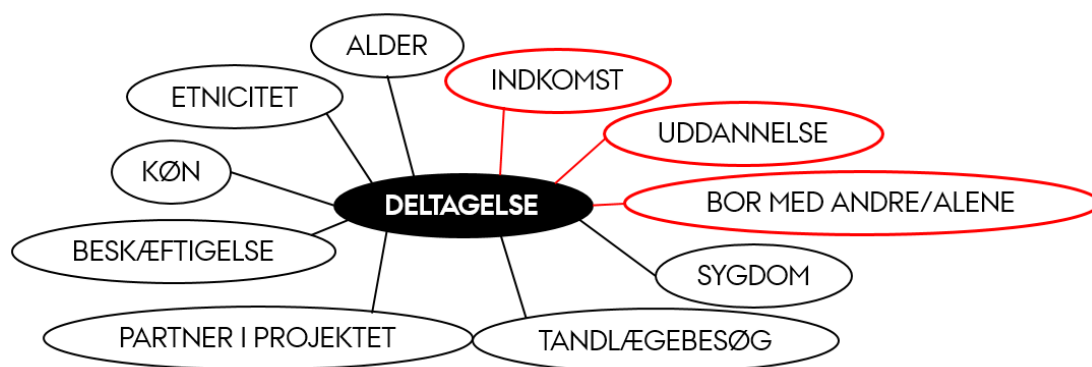 ALDER
INDKOMST
ETNICITET
UDDANNELSE
KØN
DELTAGELSE
BOR MED ANDRE/ALENE
BESKÆFTIGELSE
SYGDOM
PARTNER I PROJEKTET
TANDLÆGEBESØG